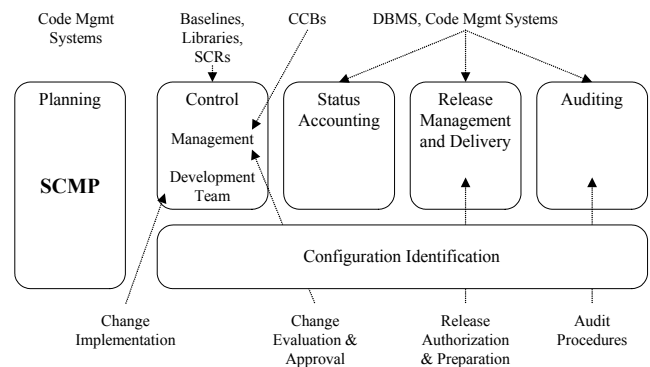 Code Mgmt
Systems
Baselines,
Libraries,
SCRs
CCBs
DBMS, Code Mgmt Systems
Planning
SCMP
Control
Management
Development
Team
Status
Accounting
Release
Management
and Delivery
Auditing
Configuration Identification
Change
Implementation
Change
Evaluation &
Approval
Release
Authorization
& Preparation
Audit
Procedures